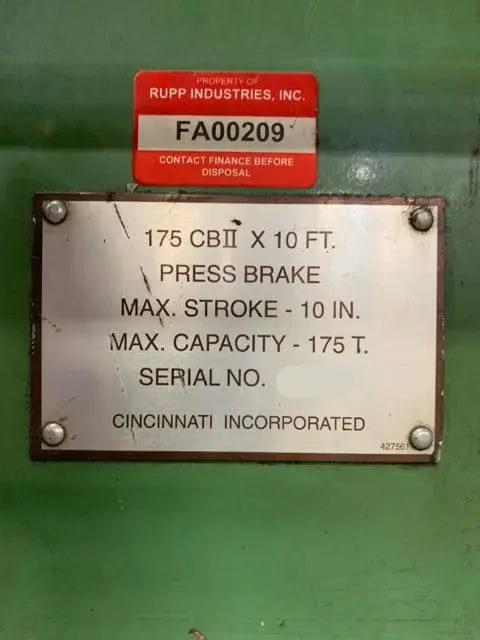 PROPERTY OF
RUPP INDUSTRIES, INC.
FA00209
CONTACT FINANCE BEFORE
DISPOSAL
175 CBII X 10 FT.
PRESS BRAKE
MAX. STROKE - 10 IN.
MAX. CAPACITY - 175 T.
SERIAL NO.
CINCINNATI INCORPORATED
427561